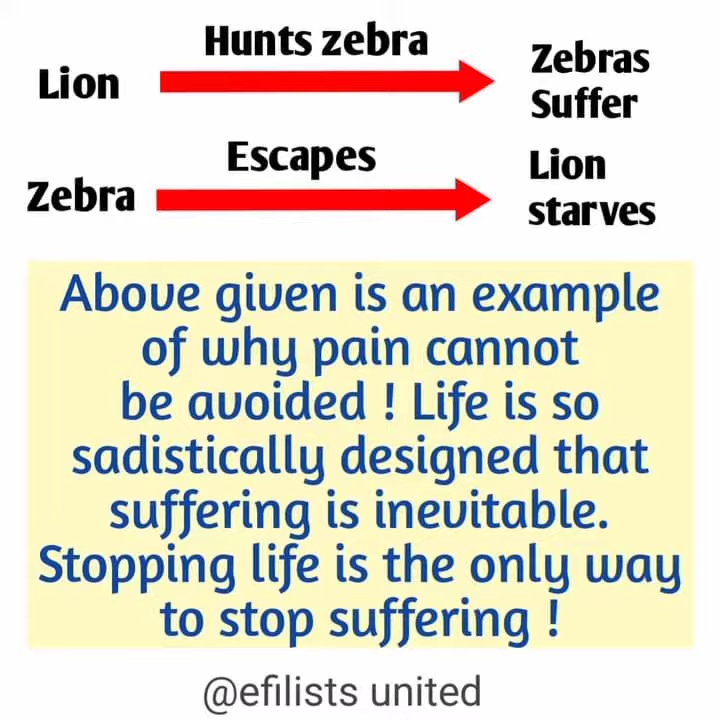 Hunts zebra
Lion
Zebras
Suffer
Escapes
Zebra
Lion
starves
Above given is an example
of why pain cannot
be avoided ! Life is so
sadistically designed that
suffering is inevitable.
Stopping life is the only way
to stop suffering !
@efilists united